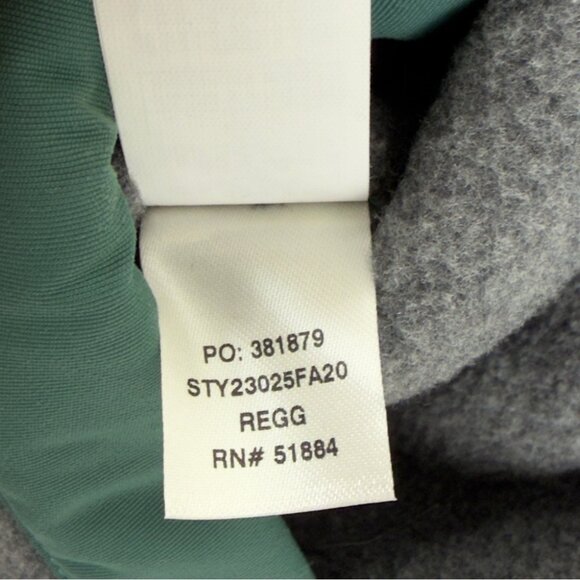 PO: 381879
STY23025FA20
REGG
RN# 51884